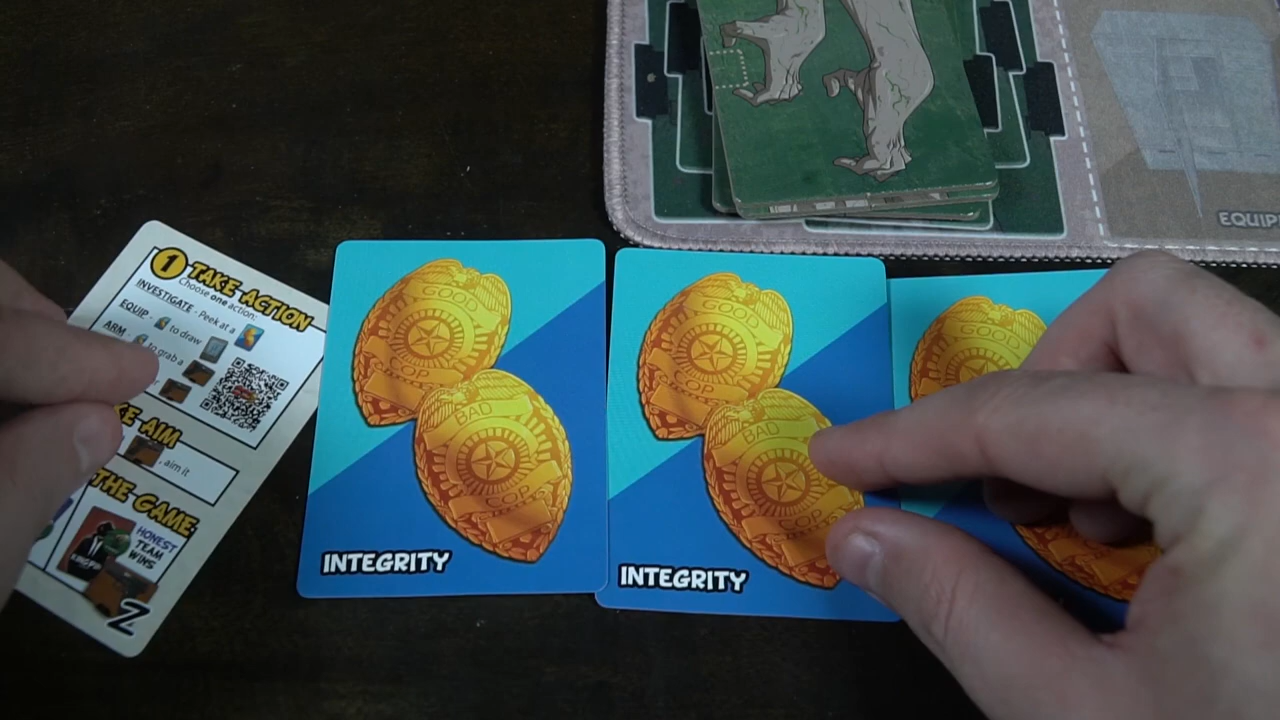 1 TAKE ACTION
Choose one action:
INVESTIGATE - Peek at a
EQUIP - to draw
ARM - to grab a
KE AIM
, aim it
THE GAME:
HONEST
TEAM
WINS
Z
GOOD
COP
BAD
COP
INTEGRITY
GOOD
COP
BAD
COP
INTEGRITY
GOOD
EQUIP